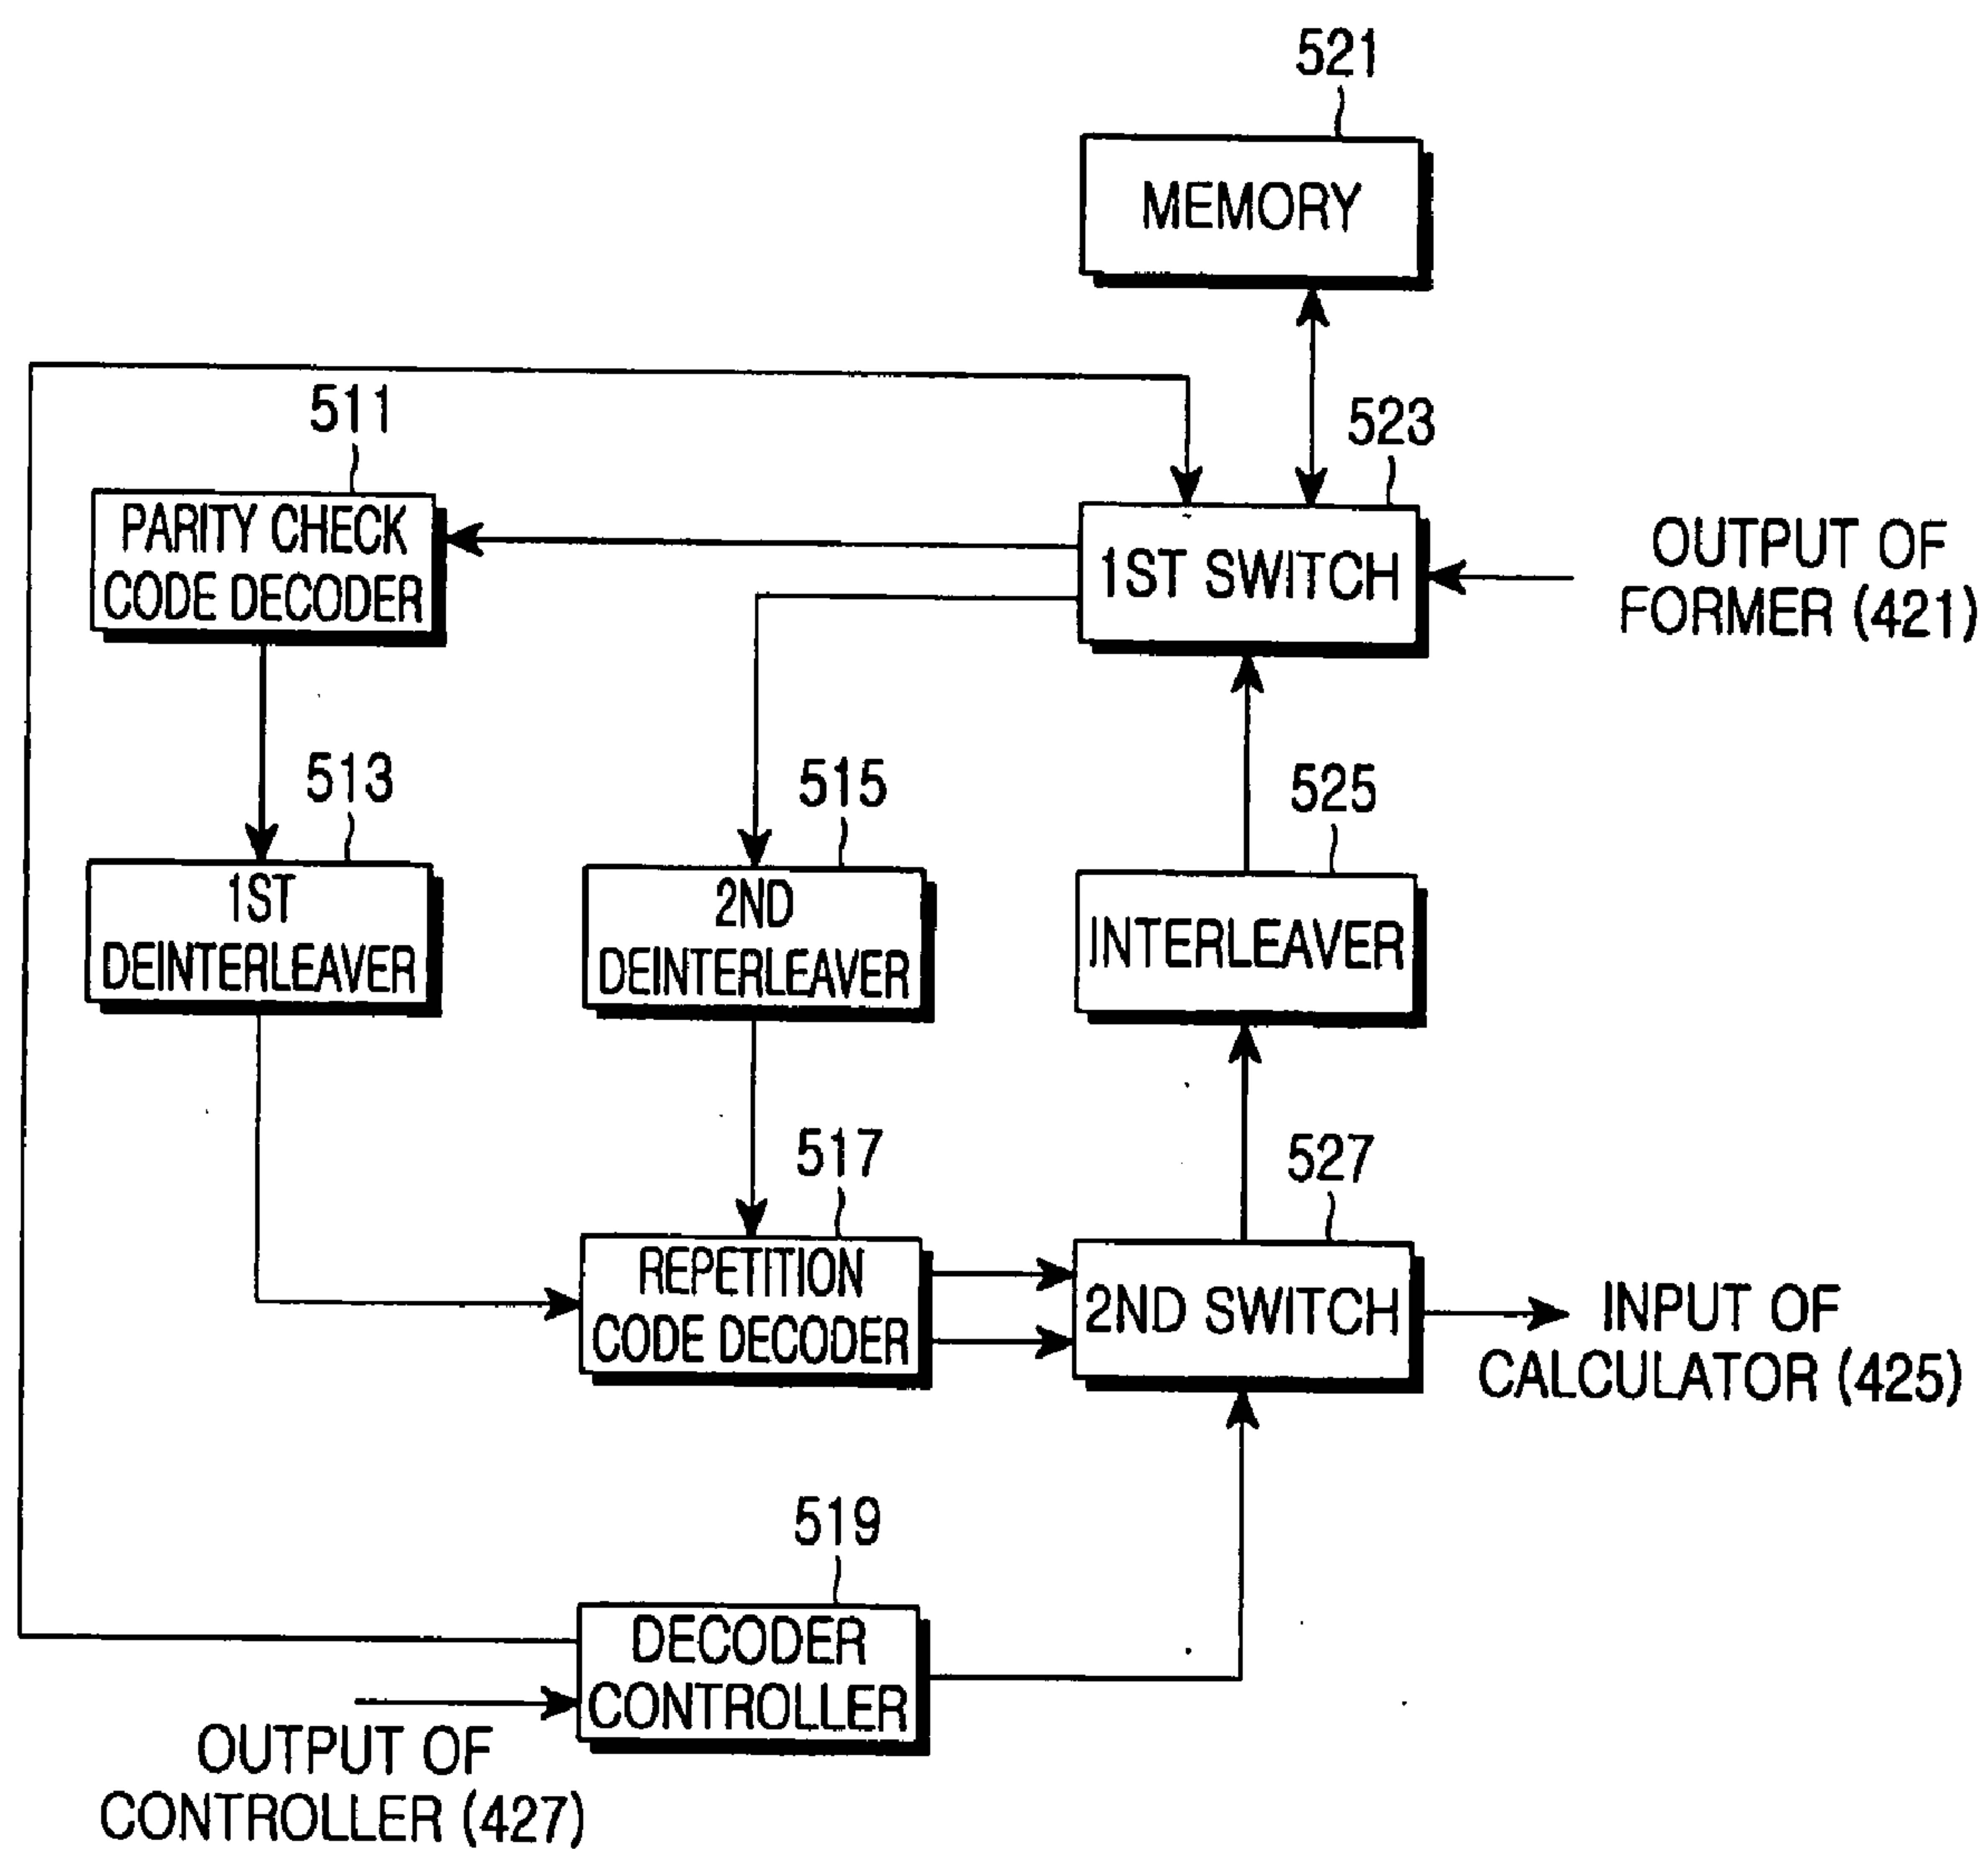 521
MEMORY
511
523
PARITY CHECK
CODE DECODER
1ST SWITCH
OUTPUT OF
FORMER (421)
513
515
525
1ST
DEINTERLEAVER
2ND
DEINTERLEAVER
INTERLEAVER
517
527
REPETITION
CODE DECODER
2ND SWITCH
INPUT OF
CALCULATOR (425)
519
DECODER
CONTROLLER
OUTPUT OF
CONTROLLER (427)